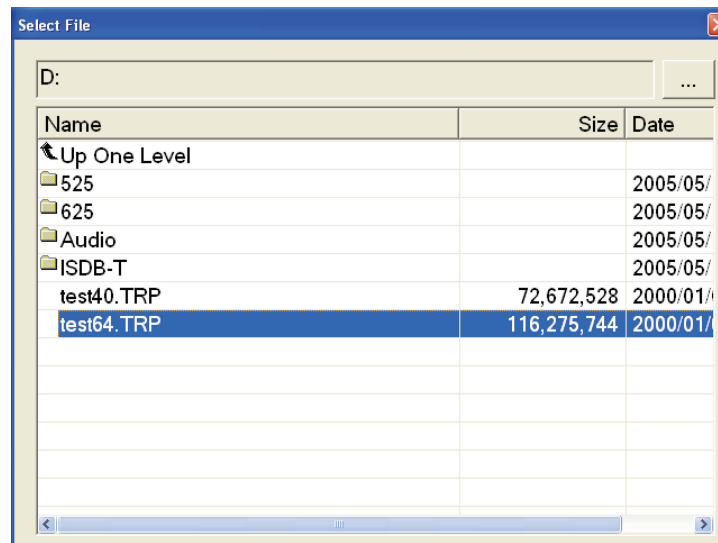 Select File
D:
...
Name Size Date
Up One Level
525 2005/05/
625 2005/05/
Audio 2005/05/
ISDB-T 2005/05/
test40.TRP 72,672,528 2000/01/
test64.TRP 116,275,744 2000/01/